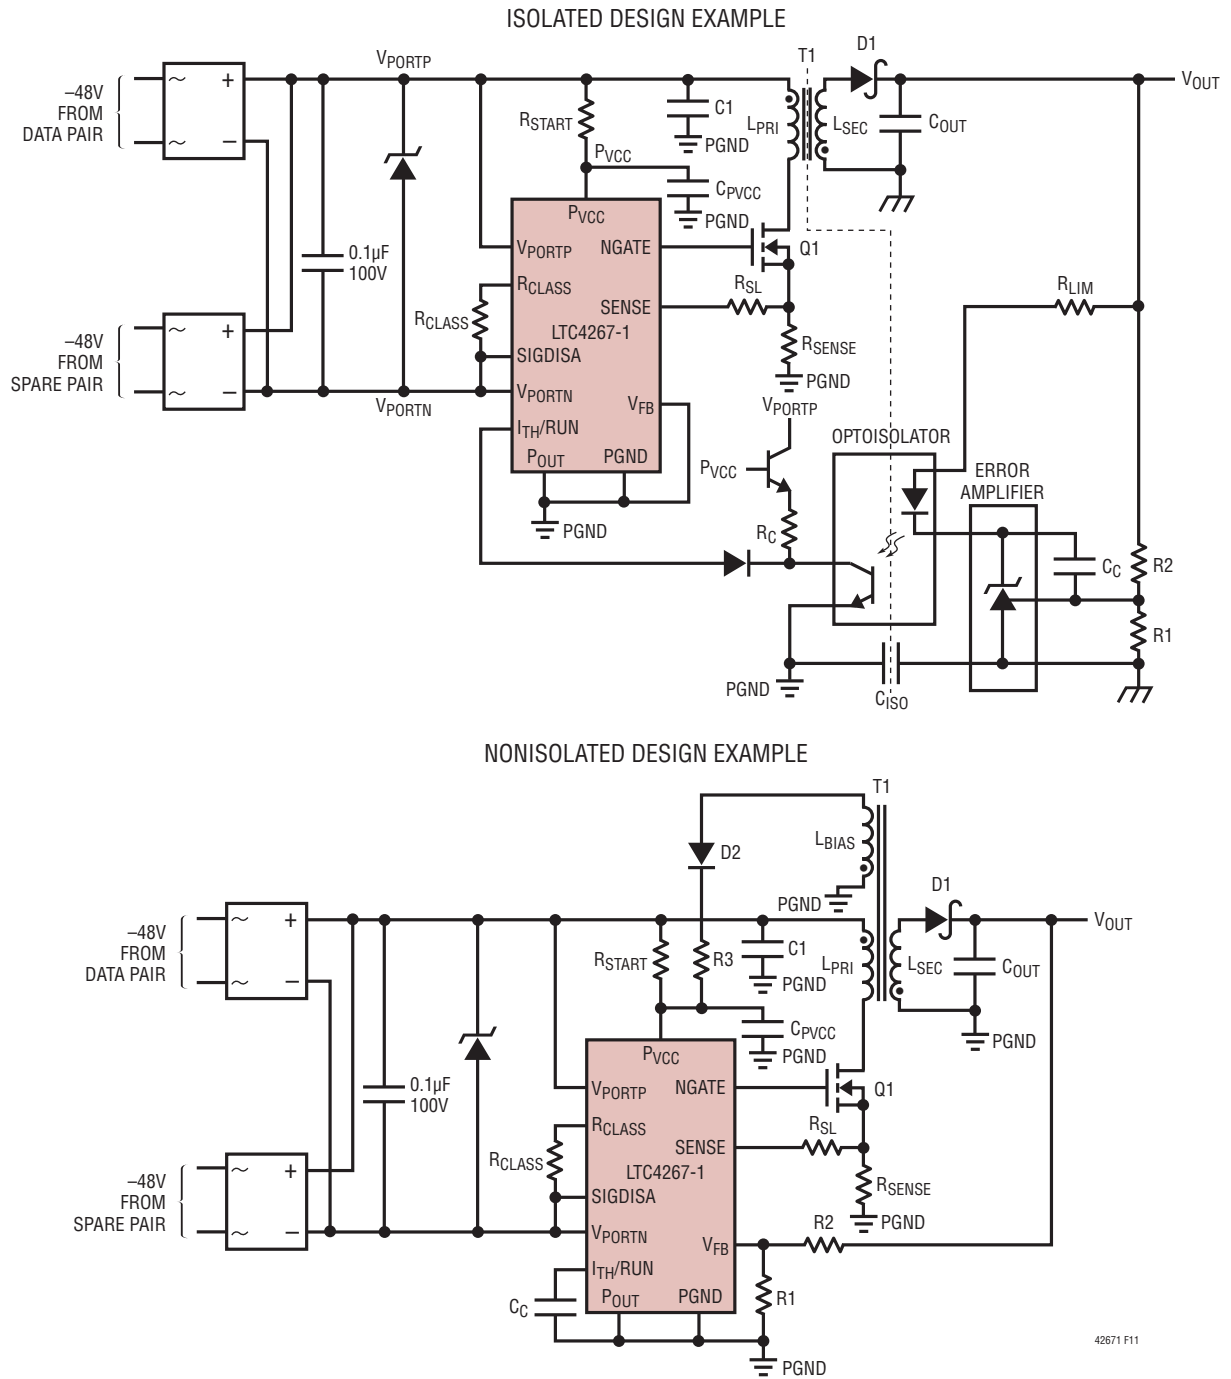 ISOLATED DESIGN EXAMPLE
–48V
FROM
DATA PAIR
~
~
+
–
VPORTP
RSTART
PVCC
C1
PGND
CPVCC
PGND
T1
LPRI
LSEC
D1
COUT
VOUT
0.1µF
100V
PVCC
VPORTP
NGATE
Q1
RCLASS
RCLASS
SENSE
RSL
RLIM
LTC4267-1
RSENSE
–48V
FROM
SPARE PAIR
~
~
+
–
SIGDISA
PGND
VPORTN
VPORTN
VFB
VPORTP
ITH/RUN
OPTOISOLATOR
POUT
PGND
PVCC
ERROR
AMPLIFIER
PGND
RC
CC
R2
R1
PGND
CISO
NONISOLATED DESIGN EXAMPLE
T1
LBIAS
D2
PGND
D1
–48V
FROM
DATA PAIR
~
~
+
–
RSTART
R3
C1
PGND
LPRI
LSEC
COUT
VOUT
CPVCC
PGND
PGND
PVCC
0.1µF
100V
VPORTP
NGATE
Q1
RCLASS
RCLASS
SENSE
RSL
LTC4267-1
RSENSE
–48V
FROM
SPARE PAIR
~
~
+
–
SIGDISA
PGND
VPORTN
VFB
R2
ITH/RUN
CC
POUT
PGND
R1
PGND
42671 F11